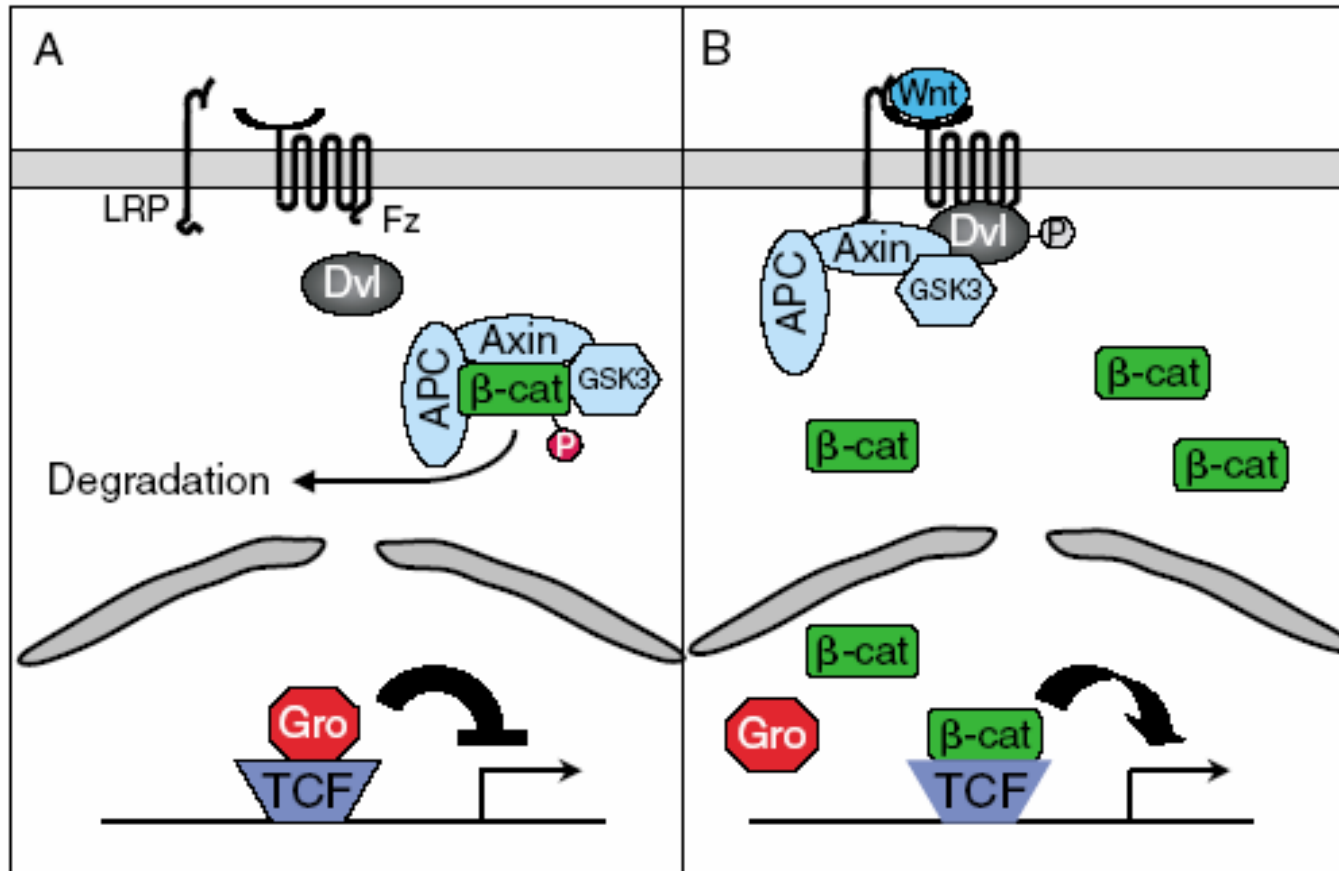 A
LRP
Fz
Dvl
Axin
APC
β-cat
GSK3
P
Degradation
Gro
TCF
B
Wnt
Dvl
P
Axin
APC
GSK3
β-cat
β-cat
β-cat
β-cat
Gro
β-cat
TCF